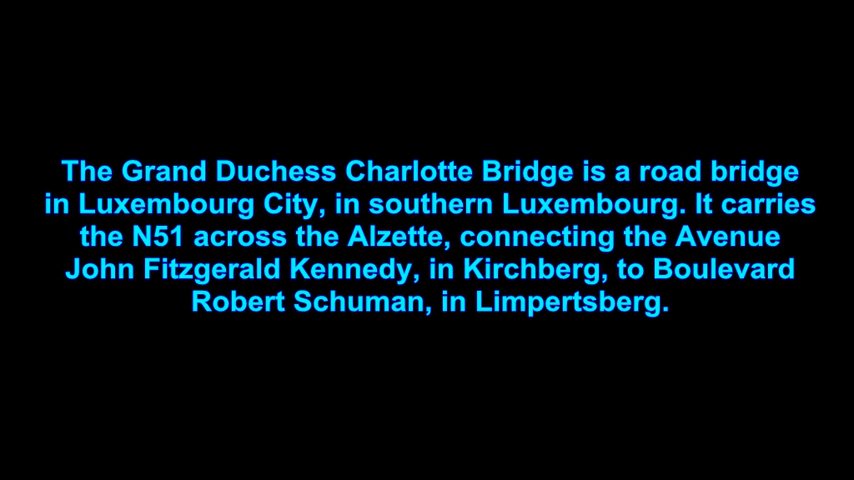 The Grand Duchess Charlotte Bridge is a road bridge
in Luxembourg City, in southern Luxembourg. It carries
the N51 across the Alzette, connecting the Avenue
John Fitzgerald Kennedy, in Kirchberg, to Boulevard
Robert Schuman, in Limpertsberg.